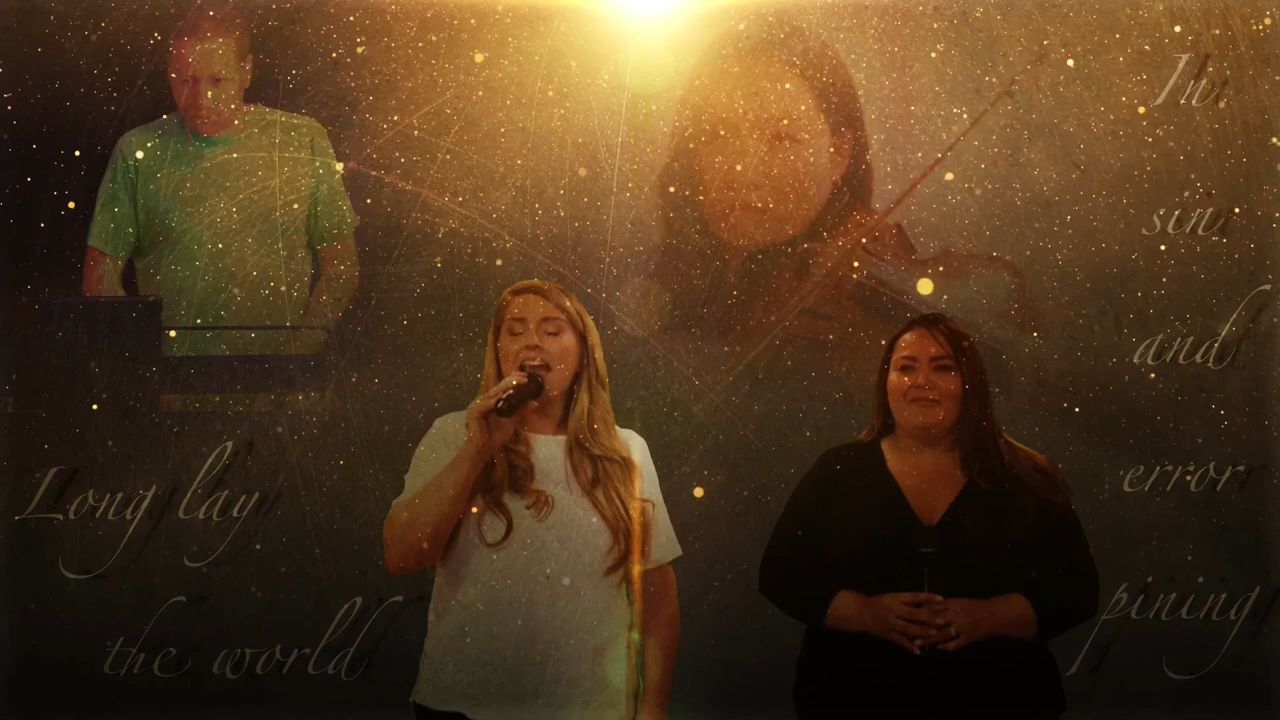 Long lay
the world
In
sin
and
error
pining